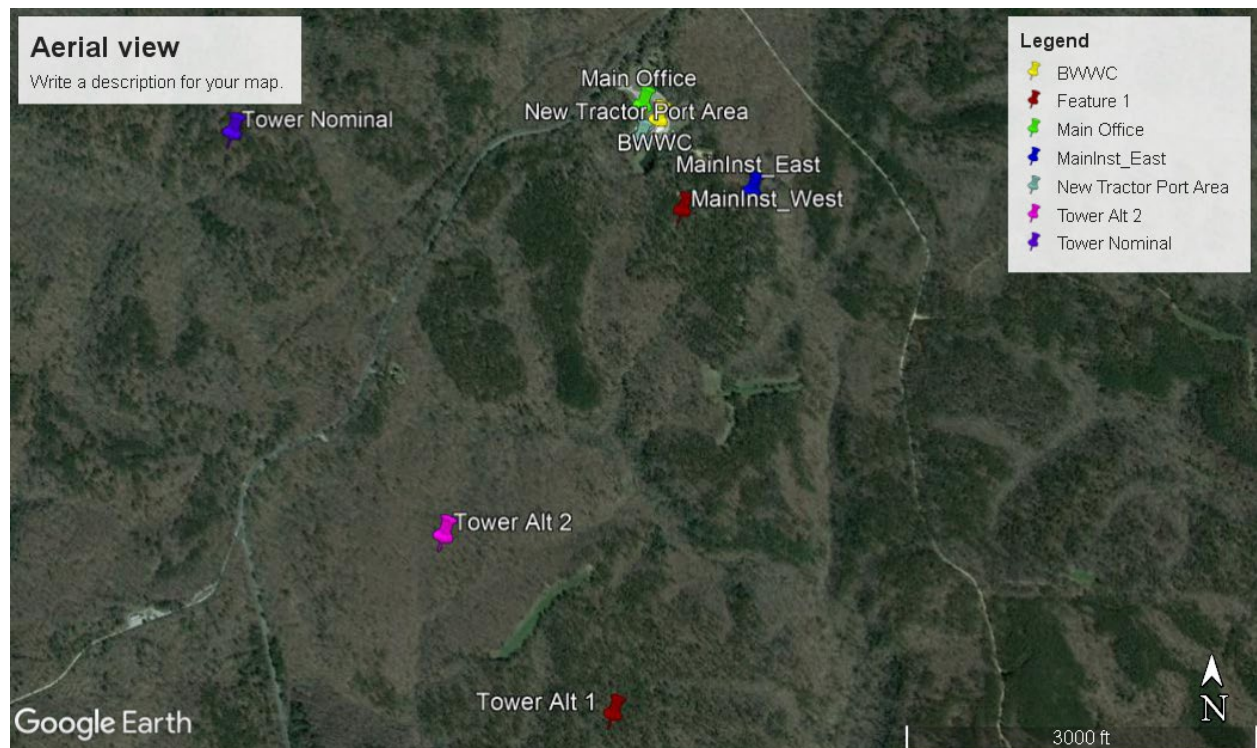 Aerial view
Write a description for your map.
Legend
BWWC
Feature 1
Main Office
MainInst_East
New Tractor Port Area
Tower Alt 2
Tower Nominal
Main Office
Tower Nominal
New Tractor Port Area
BWWC
MainInst_East
MainInst_West
Tower Alt 2
Tower Alt 1
N
Google Earth
3000 ft